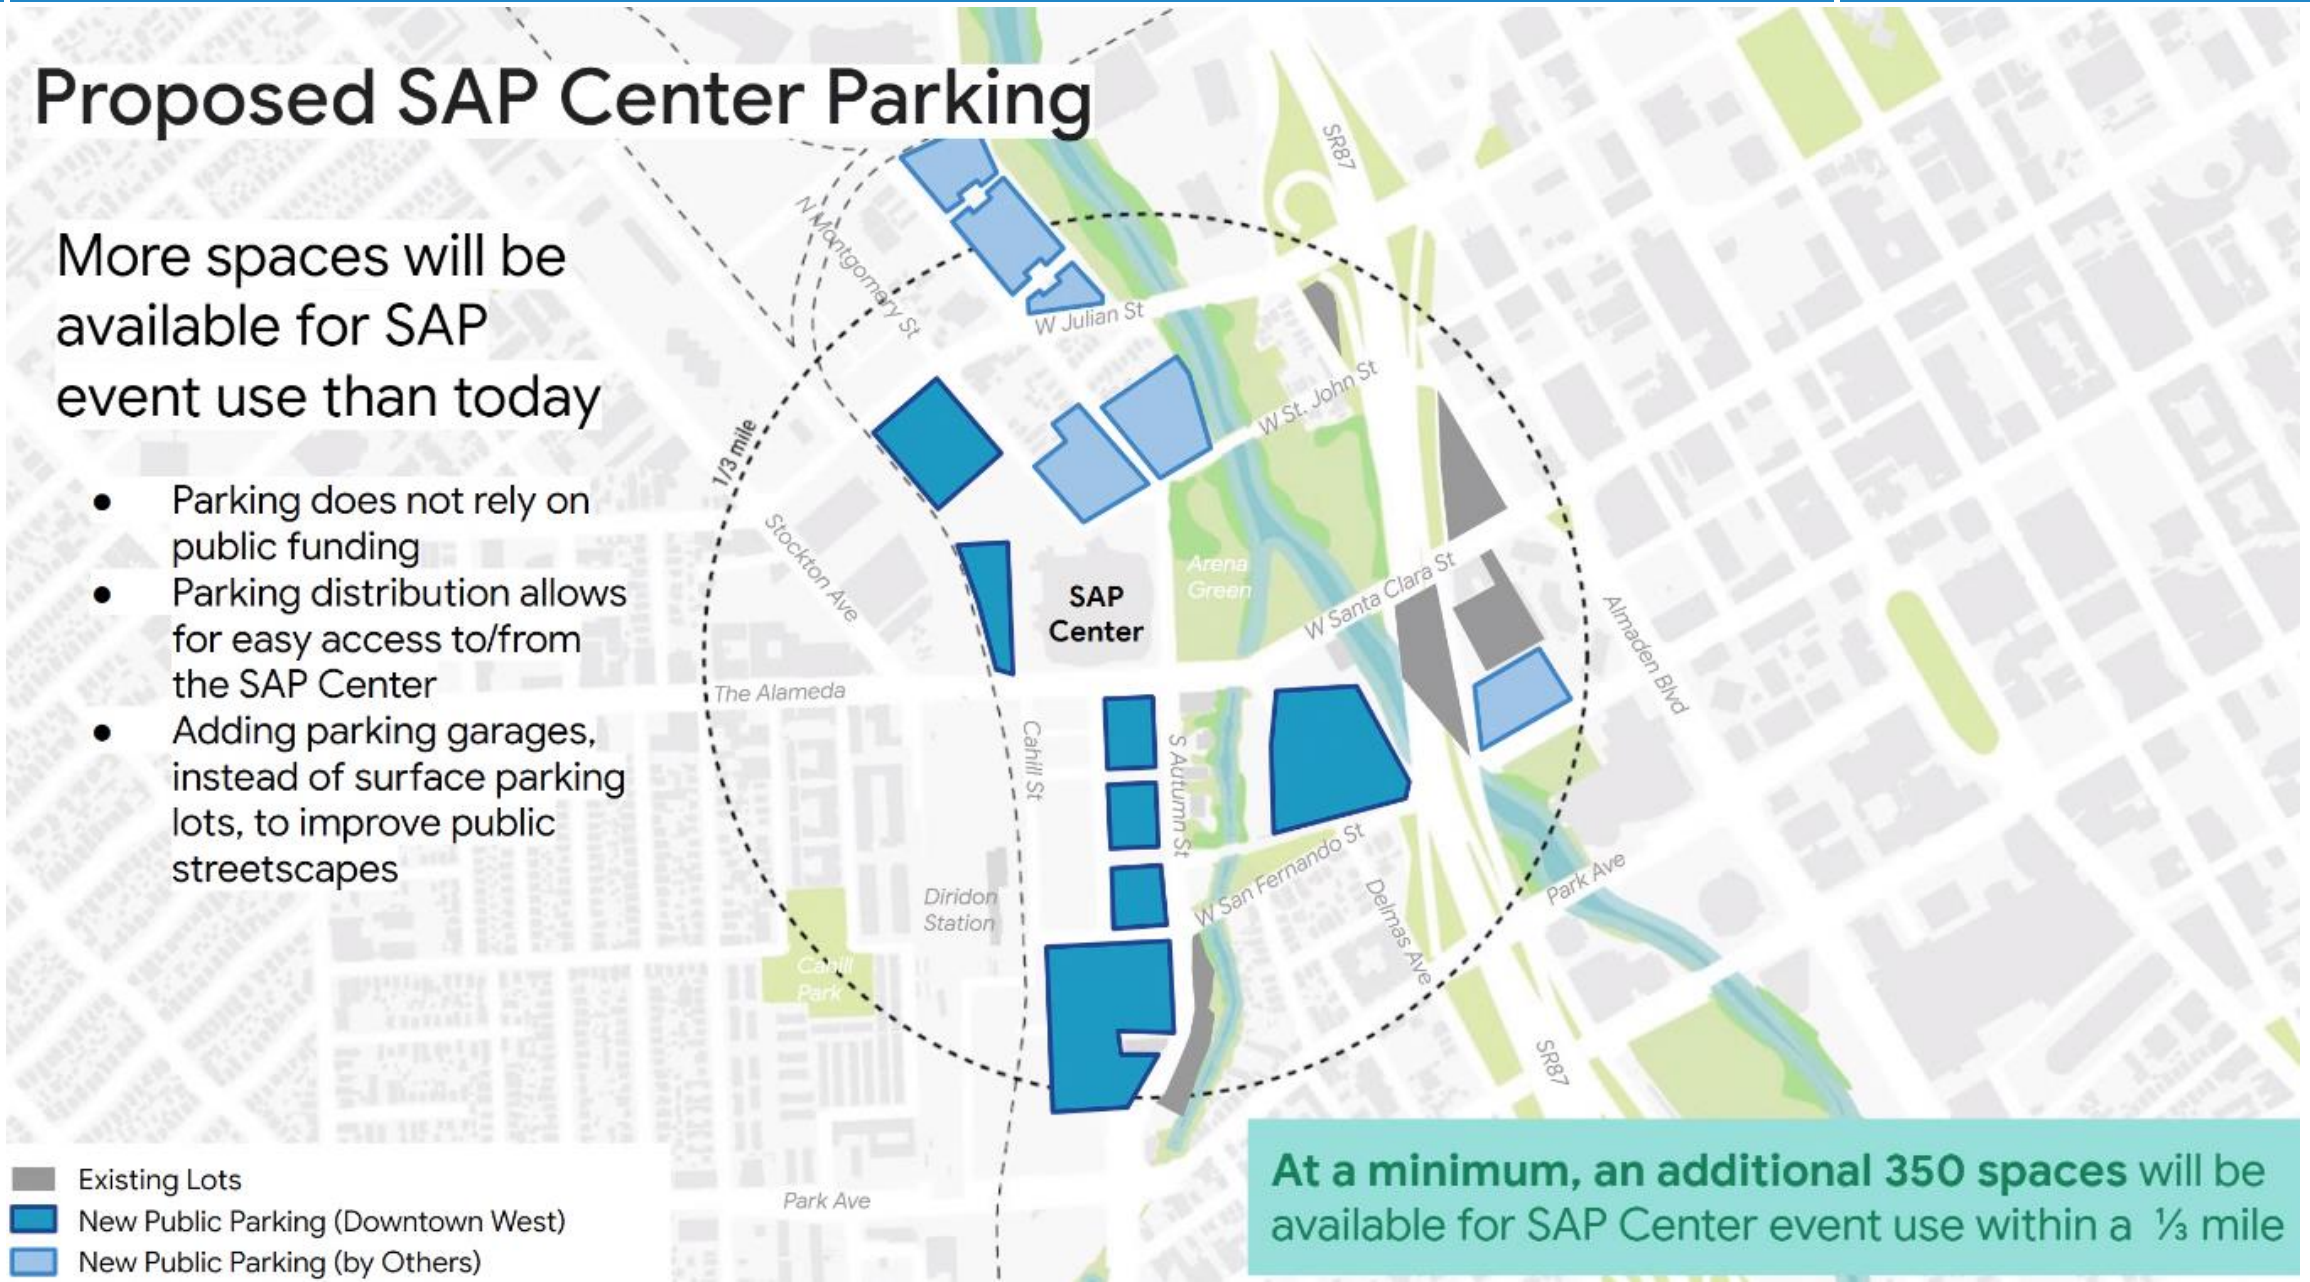 Proposed SAP Center Parking
More spaces will be
available for SAP
event use than today
● Parking does not rely on
public funding
● Parking distribution allows
for easy access to/from
the SAP Center
● Adding parking garages,
instead of surface parking
lots, to improve public
streetscapes
SR87
N Montgomery St
W Julian St
W St. John St
1/3 mile
Stockton Ave
Arena
Green
SAP
Center
W Santa Clara St
Almaden Blvd
The Alameda
Cahill St
S Autumn St
W San Fernando St
Delmas Ave
Park Ave
Diridon
Station
Cahill
Park
SR87
Park Ave
Existing Lots
New Public Parking (Downtown West)
New Public Parking (by Others)
At a minimum, an additional 350 spaces will be
available for SAP Center event use within a ⅓ mile